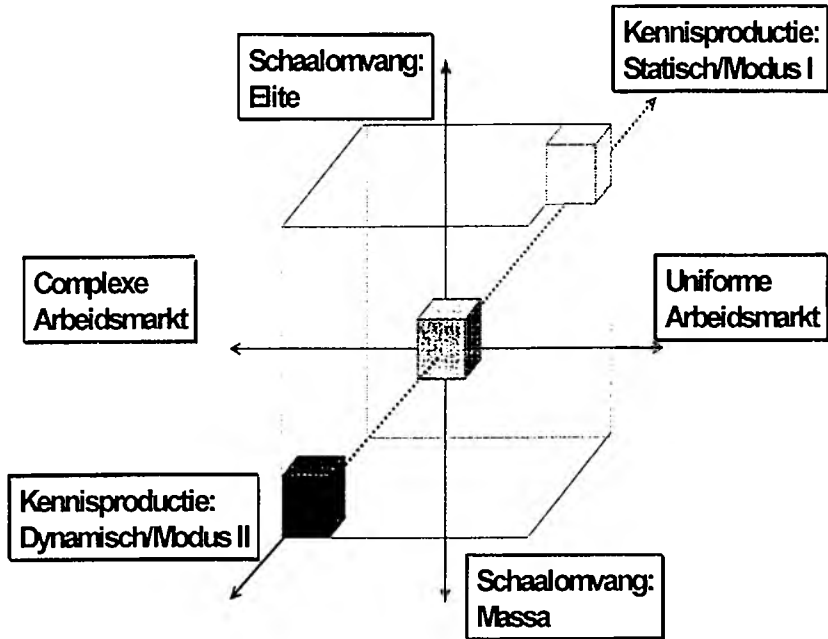 Schaalomvang:
Elite
Kennisproductie:
Statisch/Modus I
Complexe
Arbeidsmarkt
Uniforme
Arbeidsmarkt
Kennisproductie:
Dynamisch/Modus II
Schaalomvang:
Massa